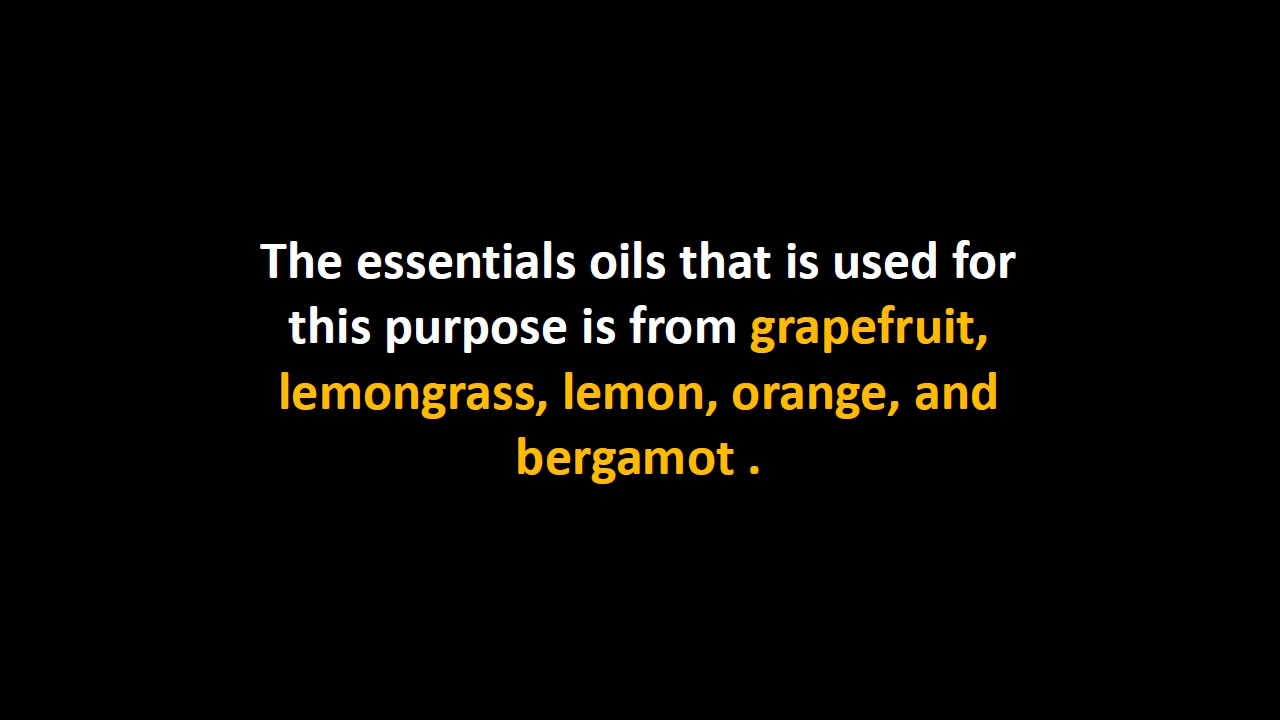 The essentials oils that is used for
this purpose is from grapefruit,
lemongrass, lemon, orange, and
bergamot .